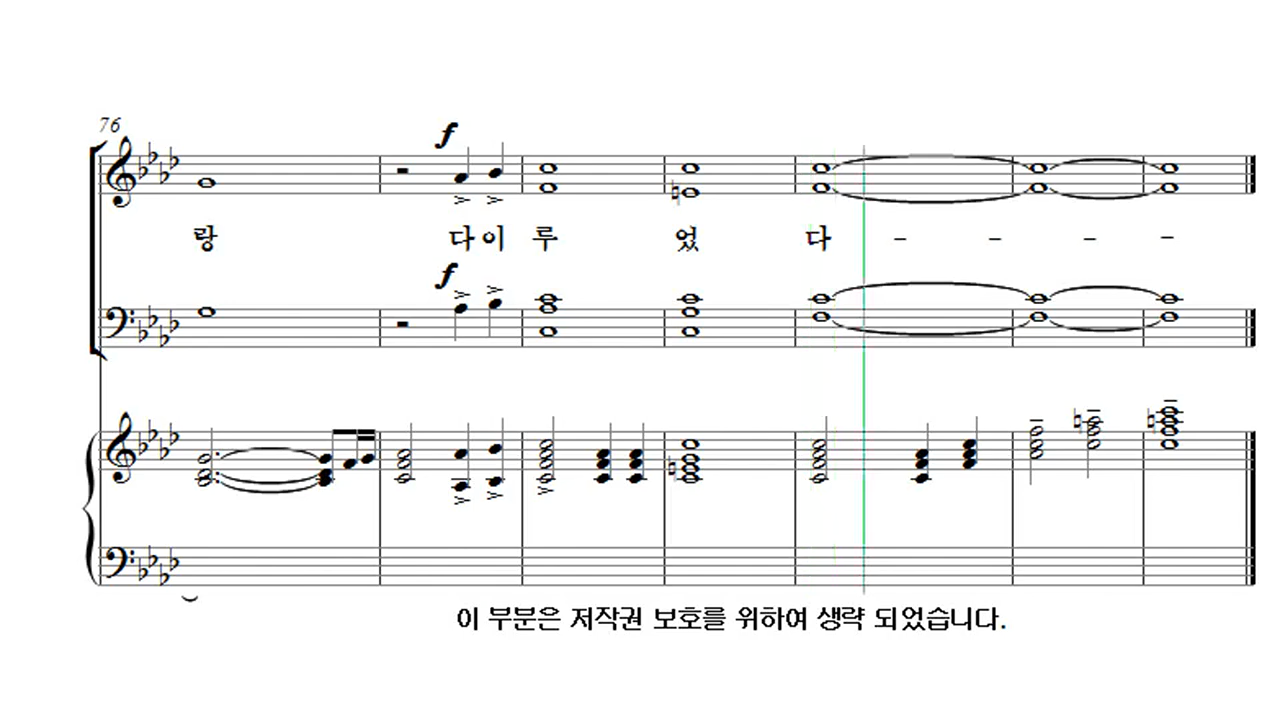 76
f
랑 다 이 루 었 다 - - - -
f
이 부분은 저작권 보호를 위하여 생략 되었습니다.